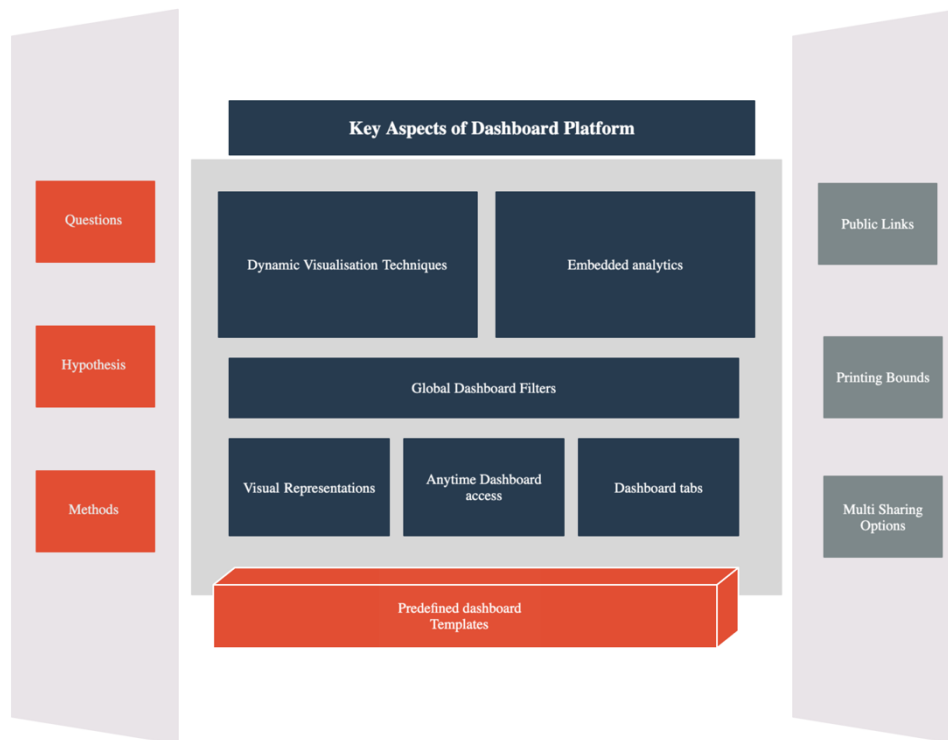 Key Aspects of Dashboard Platform
Questions
Hypothesis
Methods
Dynamic Visualisation Techniques
Embedded analytics
Global Dashboard Filters
Visual Representations
Anytime Dashboard
access
Dashboard tabs
Predefined dashboard
Templates
Public Links
Printing Bounds
Multi Sharing
Options